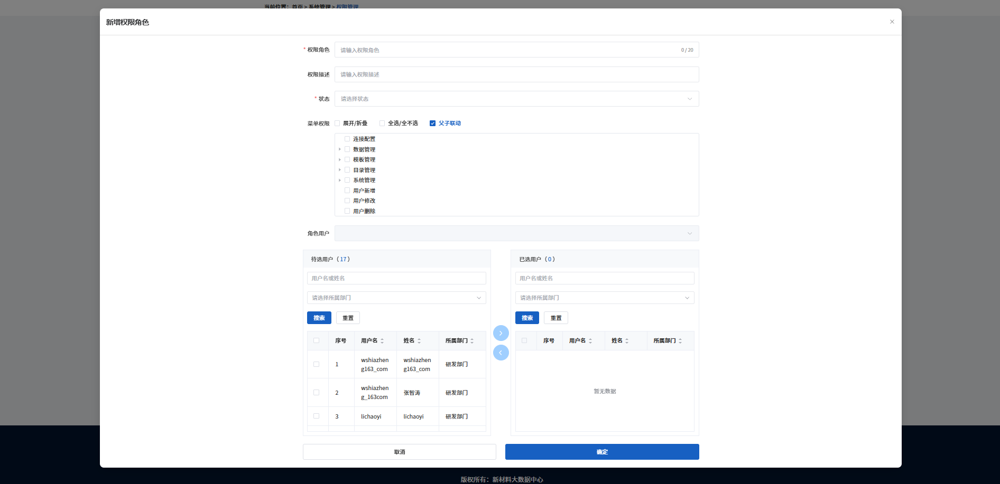 当前位置：首页 > 系统管理 > 权限管理
新增权限角色
* 权限角色 请输入权限角色 0 / 20
权限描述 请输入权限描述
* 状态 请选择状态
菜单权限 展开/折叠 全选/全不选 父子联动
连接配置
数据管理
模板管理
目录管理
系统管理
用户新增
用户修改
用户删除
角色用户
待选用户（17）
用户名或姓名
请选择所属部门
搜索 重置
序号 用户名 姓名 所属部门
1 wshiazheng163_com wshiazheng163_com 研发部门
2 wshiazheng_163com 张智涛 研发部门
3 lichaoyi lichaoyi 研发部门
已选用户（0）
用户名或姓名
请选择所属部门
搜索 重置
序号 用户名 姓名 所属部门
暂无数据
取消 确定
版权所有：新材料大数据中心